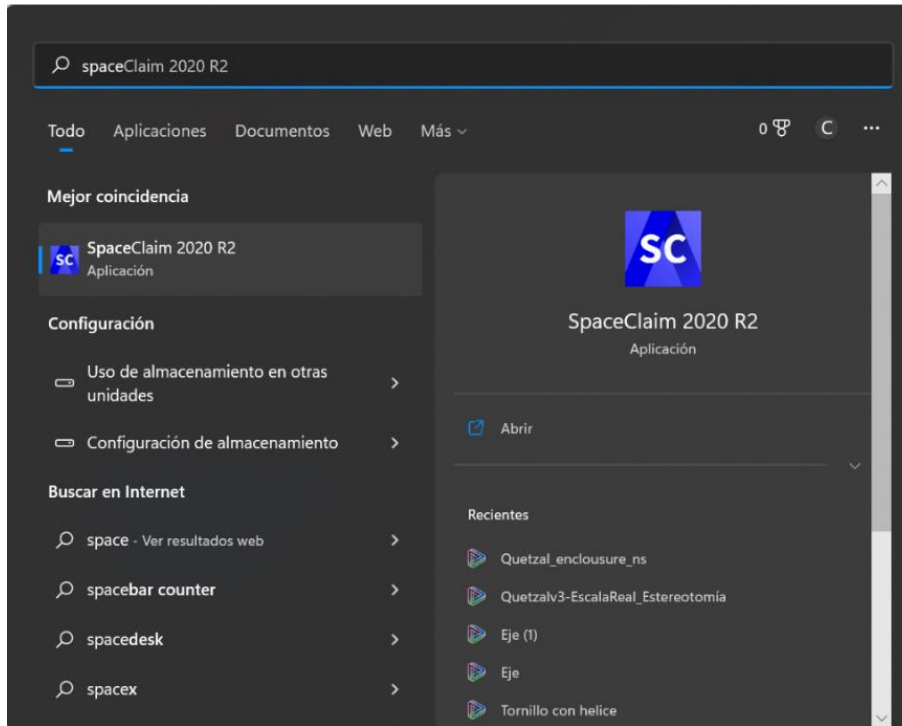 spaceClaim 2020 R2
Todo Aplicaciones Documentos Web Más
0 C ...
Mejor coincidencia
SC
SpaceClaim 2020 R2
Aplicación
Configuración
Uso de almacenamiento en otras
unidades
Configuración de almacenamiento
Buscar en Internet
space - Ver resultados web
spacebar counter
spacedesk
spacex
SC
SpaceClaim 2020 R2
Aplicación
Abrir
Recientes
Quetzal_enclousure_ns
Quetzalv3-EscalaReal_Estereotomía
Eje (1)
Eje
Tornillo con helice